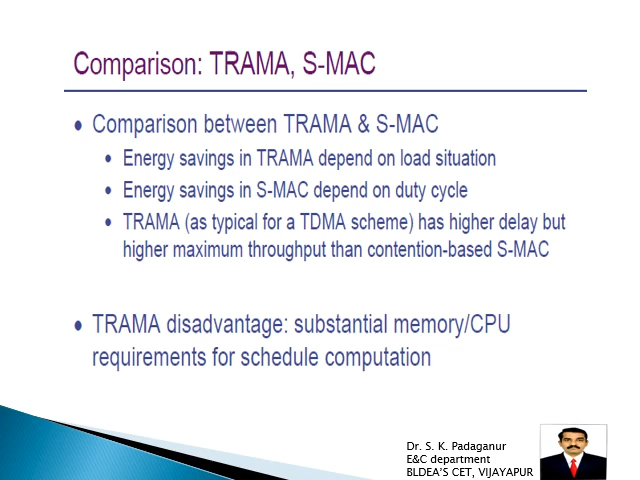 Comparison: TRAMA, S-MAC
• Comparison between TRAMA & S-MAC
• Energy savings in TRAMA depend on load situation
• Energy savings in S-MAC depend on duty cycle
• TRAMA (as typical for a TDMA scheme) has higher delay but
higher maximum throughput than contention-based S-MAC
• TRAMA disadvantage: substantial memory/CPU
requirements for schedule computation
Dr. S. K. Padaganur
E&C department
BLDEA'S CET, VIJAYAPUR